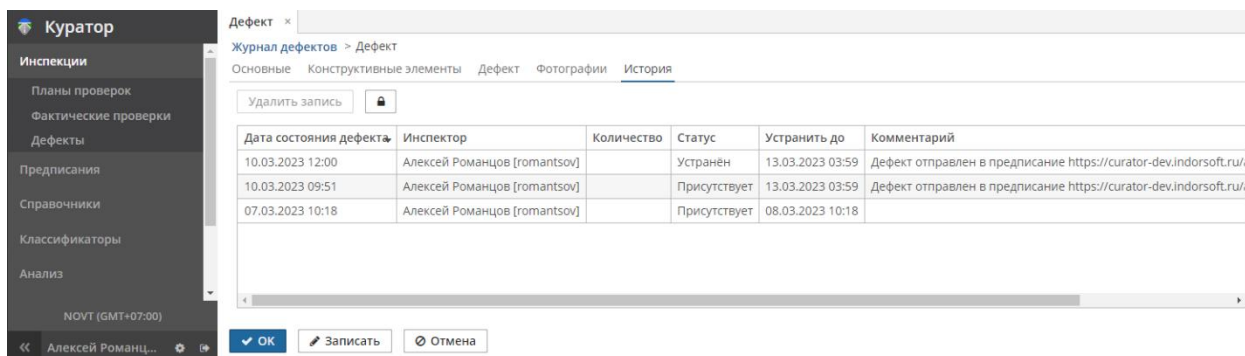 Куратор
Инспекции
Планы проверок
Фактические проверки
Дефекты
Предписания
Справочники
Классификаторы
Анализ
NOVT (GMT+07:00)
Алексей Романц...
Дефект ×
Журнал дефектов > Дефект
Основные Конструктивные элементы Дефект Фотографии История
Удалить запись
Дата состояния дефекта Инспектор Количество Статус Устранить до Комментарий
10.03.2023 12:00 Алексей Романцов [romantsov] Устранён 13.03.2023 03:59 Дефект отправлен в предписание https://curator-dev.indorsoft.ru/
10.03.2023 09:51 Алексей Романцов [romantsov] Присутствует 13.03.2023 03:59 Дефект отправлен в предписание https://curator-dev.indorsoft.ru/
07.03.2023 10:18 Алексей Романцов [romantsov] Присутствует 08.03.2023 10:18
ОК Записать Отмена